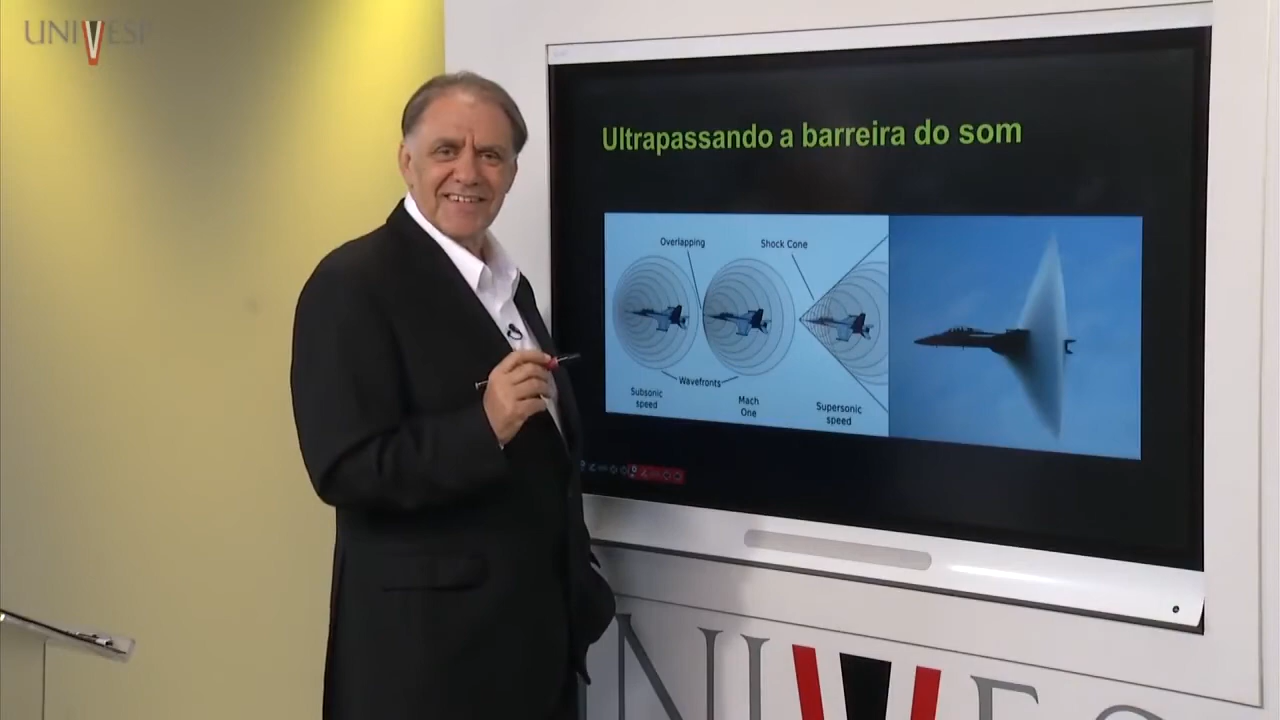 UNIVESP
Ultrapassando a barreira do som
Overlapping
Shock Cone
Wavefronts
Subsonic
speed
Mach
One
Supersonic
speed
UNIVESP